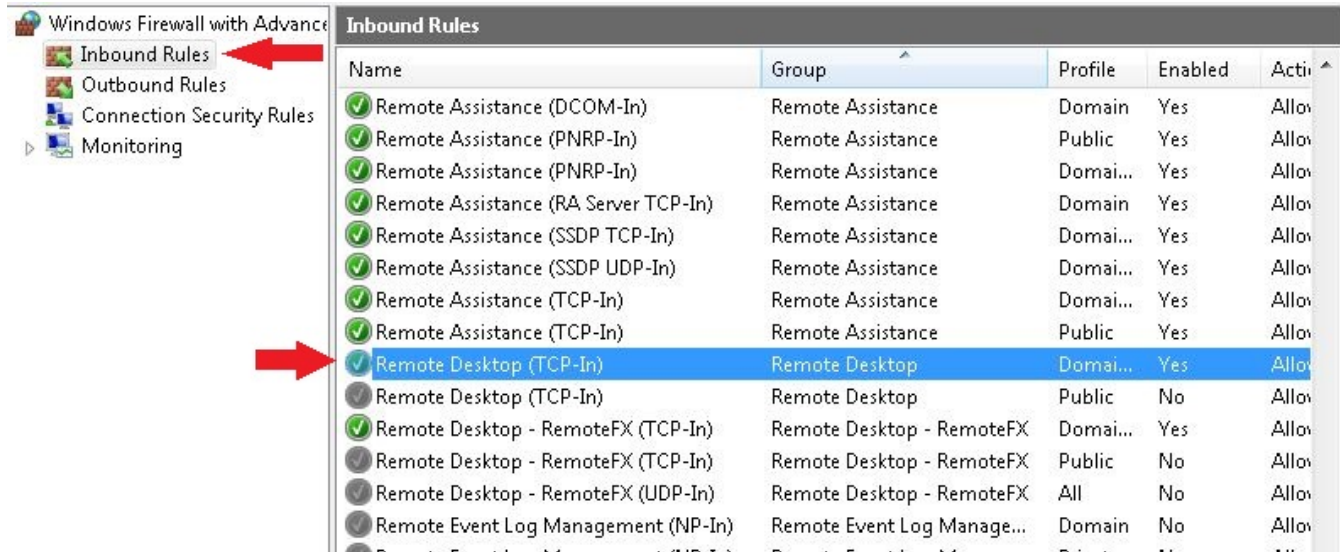 Windows Firewall with Advance
Inbound Rules
Outbound Rules
Connection Security Rules
Monitoring
Inbound Rules
Name Group Profile Enabled Acti
Remote Assistance (DCOM-In) Remote Assistance Domain Yes Allo
Remote Assistance (PNRP-In) Remote Assistance Public Yes Allo
Remote Assistance (PNRP-In) Remote Assistance Domai... Yes Allo
Remote Assistance (RA Server TCP-In) Remote Assistance Domain Yes Allo
Remote Assistance (SSDP TCP-In) Remote Assistance Domai... Yes Allo
Remote Assistance (SSDP UDP-In) Remote Assistance Domai... Yes Allo
Remote Assistance (TCP-In) Remote Assistance Domai... Yes Allo
Remote Assistance (TCP-In) Remote Assistance Public Yes Allo
Remote Desktop (TCP-In) Remote Desktop Domai... Yes Allo
Remote Desktop (TCP-In) Remote Desktop Public No Allo
Remote Desktop - RemoteFX (TCP-In) Remote Desktop - RemoteFX Domai... Yes Allo
Remote Desktop - RemoteFX (TCP-In) Remote Desktop - RemoteFX Public No Allo
Remote Desktop - RemoteFX (UDP-In) Remote Desktop - RemoteFX All No Allo
Remote Event Log Management (NP-In) Remote Event Log Manage... Domain No Allo